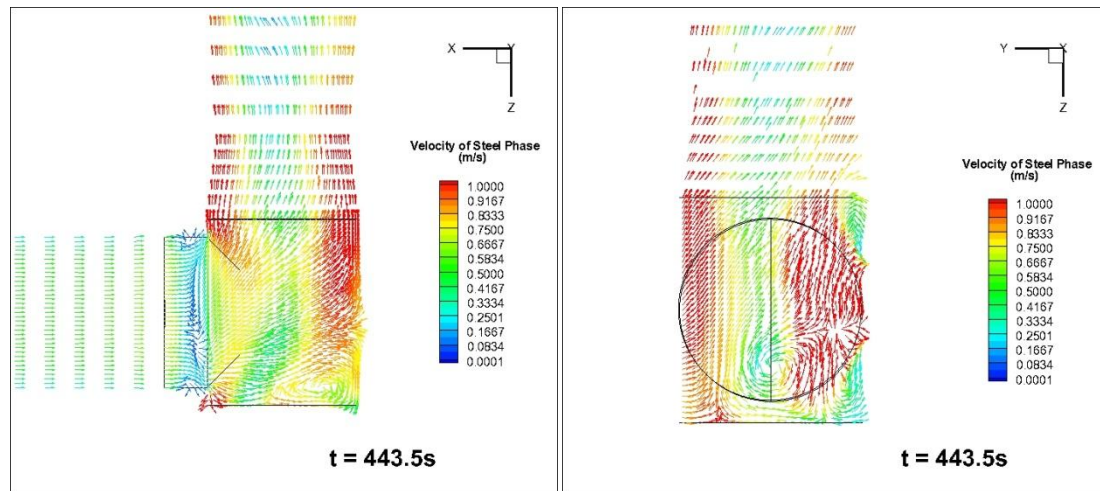 X
Y
Z
Velocity of Steel Phase
(m/s)
1.0000
0.9167
0.8333
0.7500
0.6667
0.5834
0.5000
0.4167
0.3334
0.2501
0.1667
0.0834
0.0001
t = 443.5s
Y
X
Z
Velocity of Steel Phase
(m/s)
1.0000
0.9167
0.8333
0.7500
0.6667
0.5834
0.5000
0.4167
0.3334
0.2501
0.1667
0.0834
0.0001
t = 443.5s